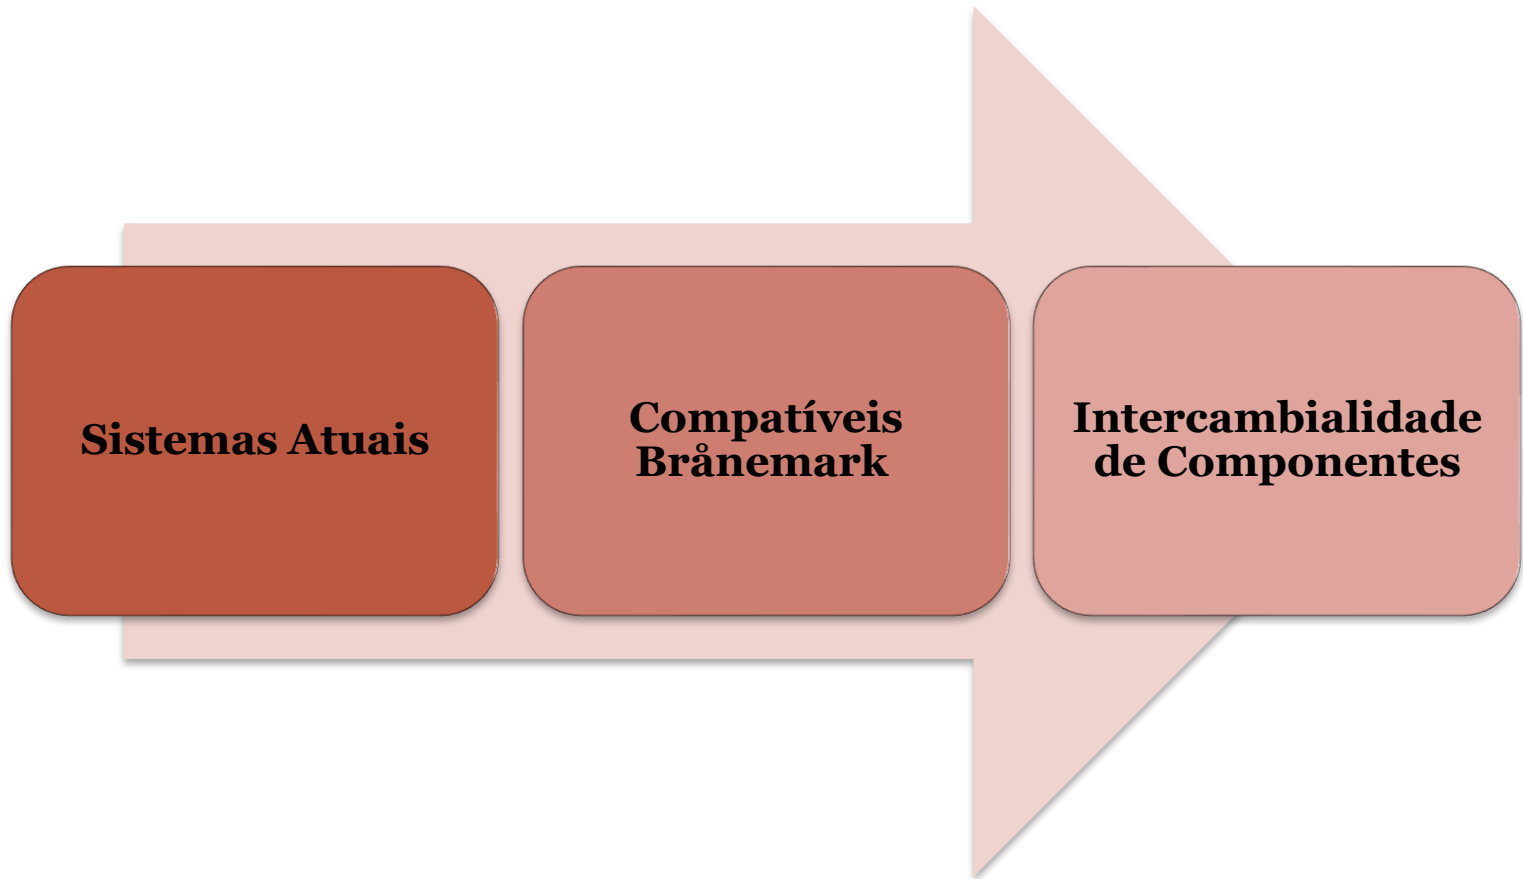 Sistemas Atuais
Compatíveis
Brånemark
Intercambialidade
de Componentes